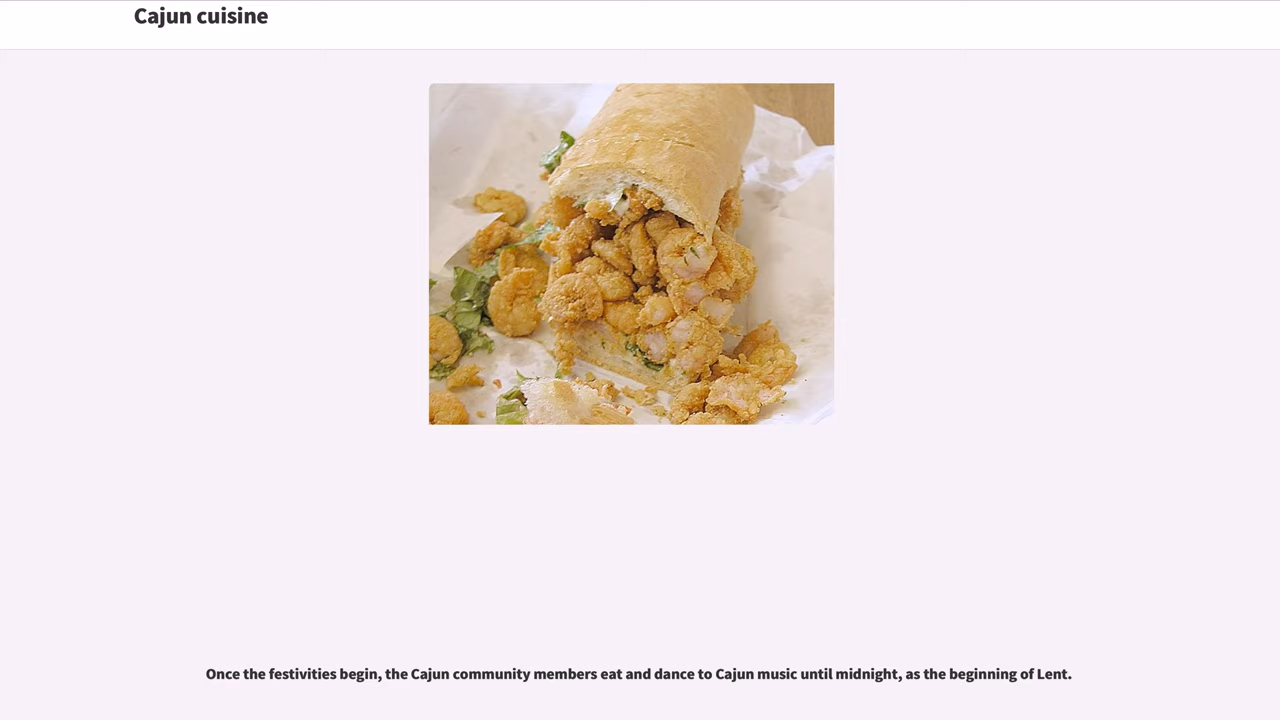 Cajun cuisine
Once the festivities begin, the Cajun community members eat and dance to Cajun music until midnight, as the beginning of Lent.